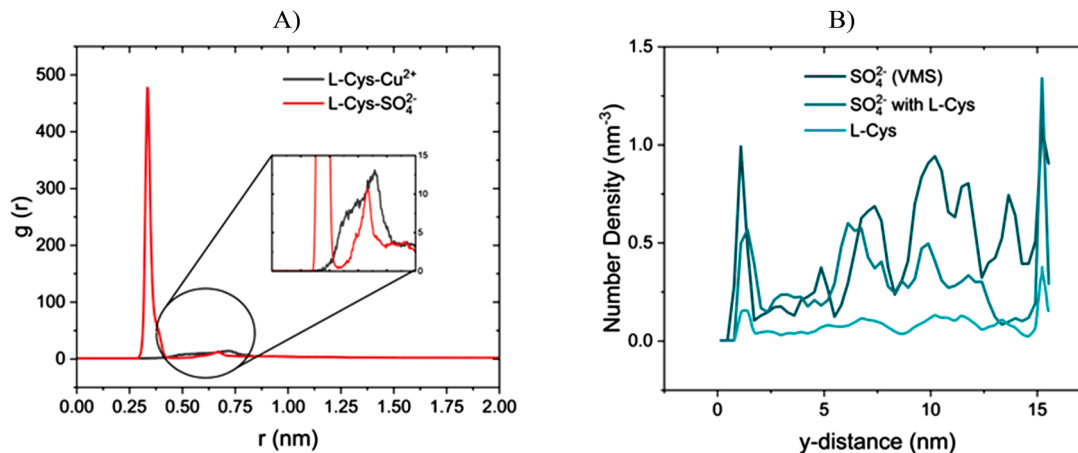 A)
B)
500
400
300
200
100
0
g (r)
L-Cys-Cu²⁺
L-Cys-SO₄²⁻
15
10
5
0
0.00 0.25 0.50 0.75 1.00 1.25 1.50 1.75 2.00
r (nm)
1.5
1.0
0.5
0.0
Number Density (nm⁻³)
SO₄²⁻ (VMS)
SO₄²⁻ with L-Cys
L-Cys
0 5 10 15
y-distance (nm)